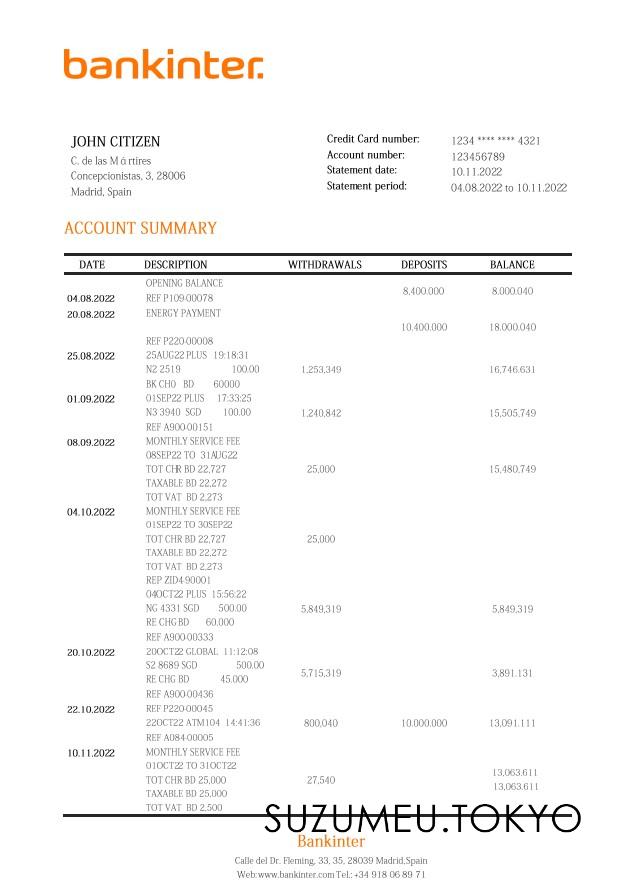 bankinter.
JOHN CITIZEN
C. de las M á rtires
Concepcionistas, 3, 28006
Madrid, Spain
Credit Card number: 1234 **** **** 4321
Account number: 123456789
Statement date: 10.11.2022
Statement period: 04.08.2022 to 10.11.2022
ACCOUNT SUMMARY
DATE DESCRIPTION WITHDRAWALS DEPOSITS BALANCE
OPENING BALANCE
8.400.000 8.000.040
04.08.2022 REF P109-00078
20.08.2022 ENERGY PAYMENT
10.400.000 18.000.040
REF P220-00008
25.08.2022 25AUG22 PLUS 19:18:31
N2 2519 100.00 1,253,349 16,746.631
BK CHO BD 60000
01.09.2022 01SEP22 PLUS 17:33:25
N3 3940 SGD 100.00 1,240,842 15,505,749
REF A900-00151
08.09.2022 MONTHLY SERVICE FEE
08SEP22 TO 31AUG22
TOT CHR BD 22,727 25,000 15,480,749
TAXABLE BD 22,272
TOT VAT BD 2,273
04.10.2022 MONTHLY SERVICE FEE
01SEP22 TO 30SEP22
TOT CHR BD 22,727 25,000
TAXABLE BD 22,272
TOT VAT BD 2,273
REP ZID4-90001
04OCT22 PLUS 15:56:22
NG 4331 SGD 500.00 5,849,319 5,849,319
RE CHG BD 60.000
REF A900-00333
20.10.2022 20OCT22 GLOBAL 11:12:08
S2 8689 SGD 500.00
5,715,319 3,891.131
RE CHG BD 45.000
REF A900-00436
22.10.2022 REF P220-00045
22OCT22 ATM104 14:41:36 800,040 10.000.000 13,091.111
REF A084-00005
10.11.2022 MONTHLY SERVICE FEE
01OCT22 TO 31OCT22
13,063.611
TOT CHR BD 25,000 27,540
13,063.611
TAXABLE BD 25,000
TOT VAT BD 2,500
SUZUMEU.TOKYO
Bankinter
Calle del Dr. Fleming, 33, 35, 28039 Madrid,Spain
Web:www.bankinter.com Tel.: +34 918 06 89 71